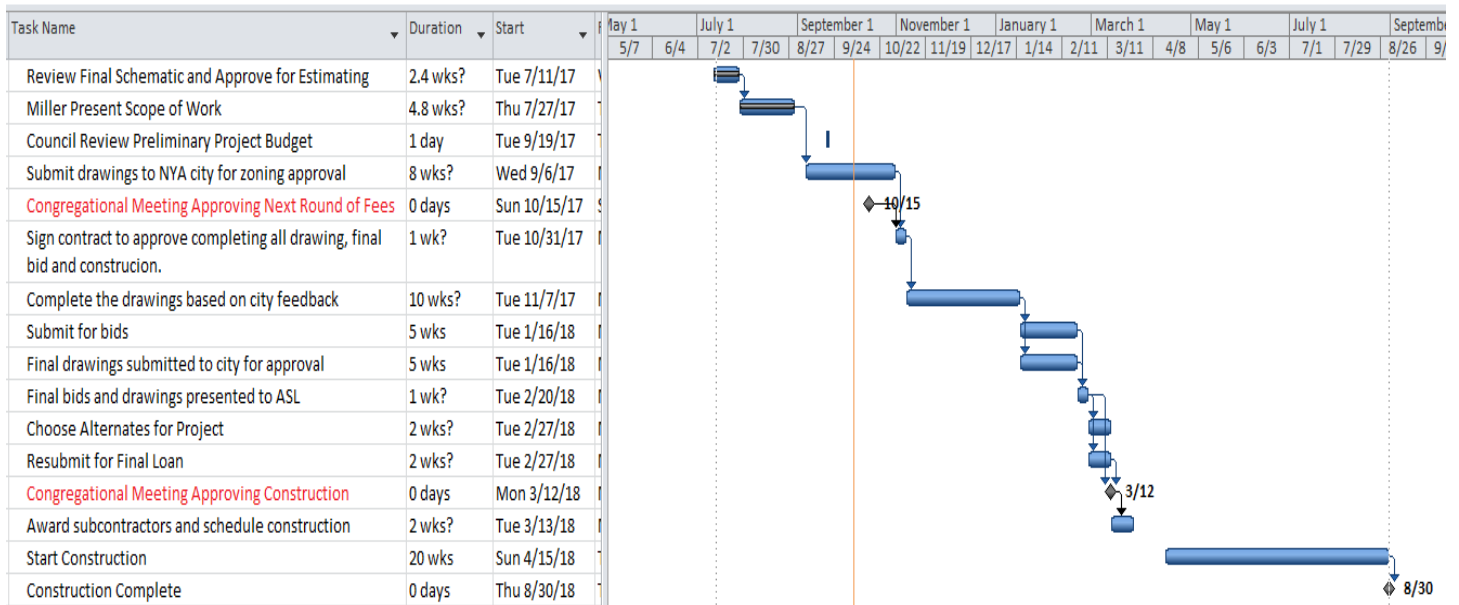 Task Name Duration Start F May 1 July 1 September 1 November 1 January 1 March 1 May 1 July 1 Septembe
5/7 6/4 7/2 7/30 8/27 9/24 10/22 11/19 12/17 1/14 2/11 3/11 4/8 5/6 6/3 7/1 7/29 8/26 9/
Review Final Schematic and Approve for Estimating 2.4 wks? Tue 7/11/17
Miller Present Scope of Work 4.8 wks? Thu 7/27/17
Council Review Preliminary Project Budget 1 day Tue 9/19/17
Submit drawings to NYA city for zoning approval 8 wks? Wed 9/6/17
Congregational Meeting Approving Next Round of Fees 0 days Sun 10/15/17 10/15
Sign contract to approve completing all drawing, final 1 wk? Tue 10/31/17
bid and construcion.
Complete the drawings based on city feedback 10 wks? Tue 11/7/17
Submit for bids 5 wks Tue 1/16/18
Final drawings submitted to city for approval 5 wks Tue 1/16/18
Final bids and drawings presented to ASL 1 wk? Tue 2/20/18
Choose Alternates for Project 2 wks? Tue 2/27/18
Resubmit for Final Loan 2 wks? Tue 2/27/18
Congregational Meeting Approving Construction 0 days Mon 3/12/18 3/12
Award subcontractors and schedule construction 2 wks? Tue 3/13/18
Start Construction 20 wks Sun 4/15/18
Construction Complete 0 days Thu 8/30/18 8/30